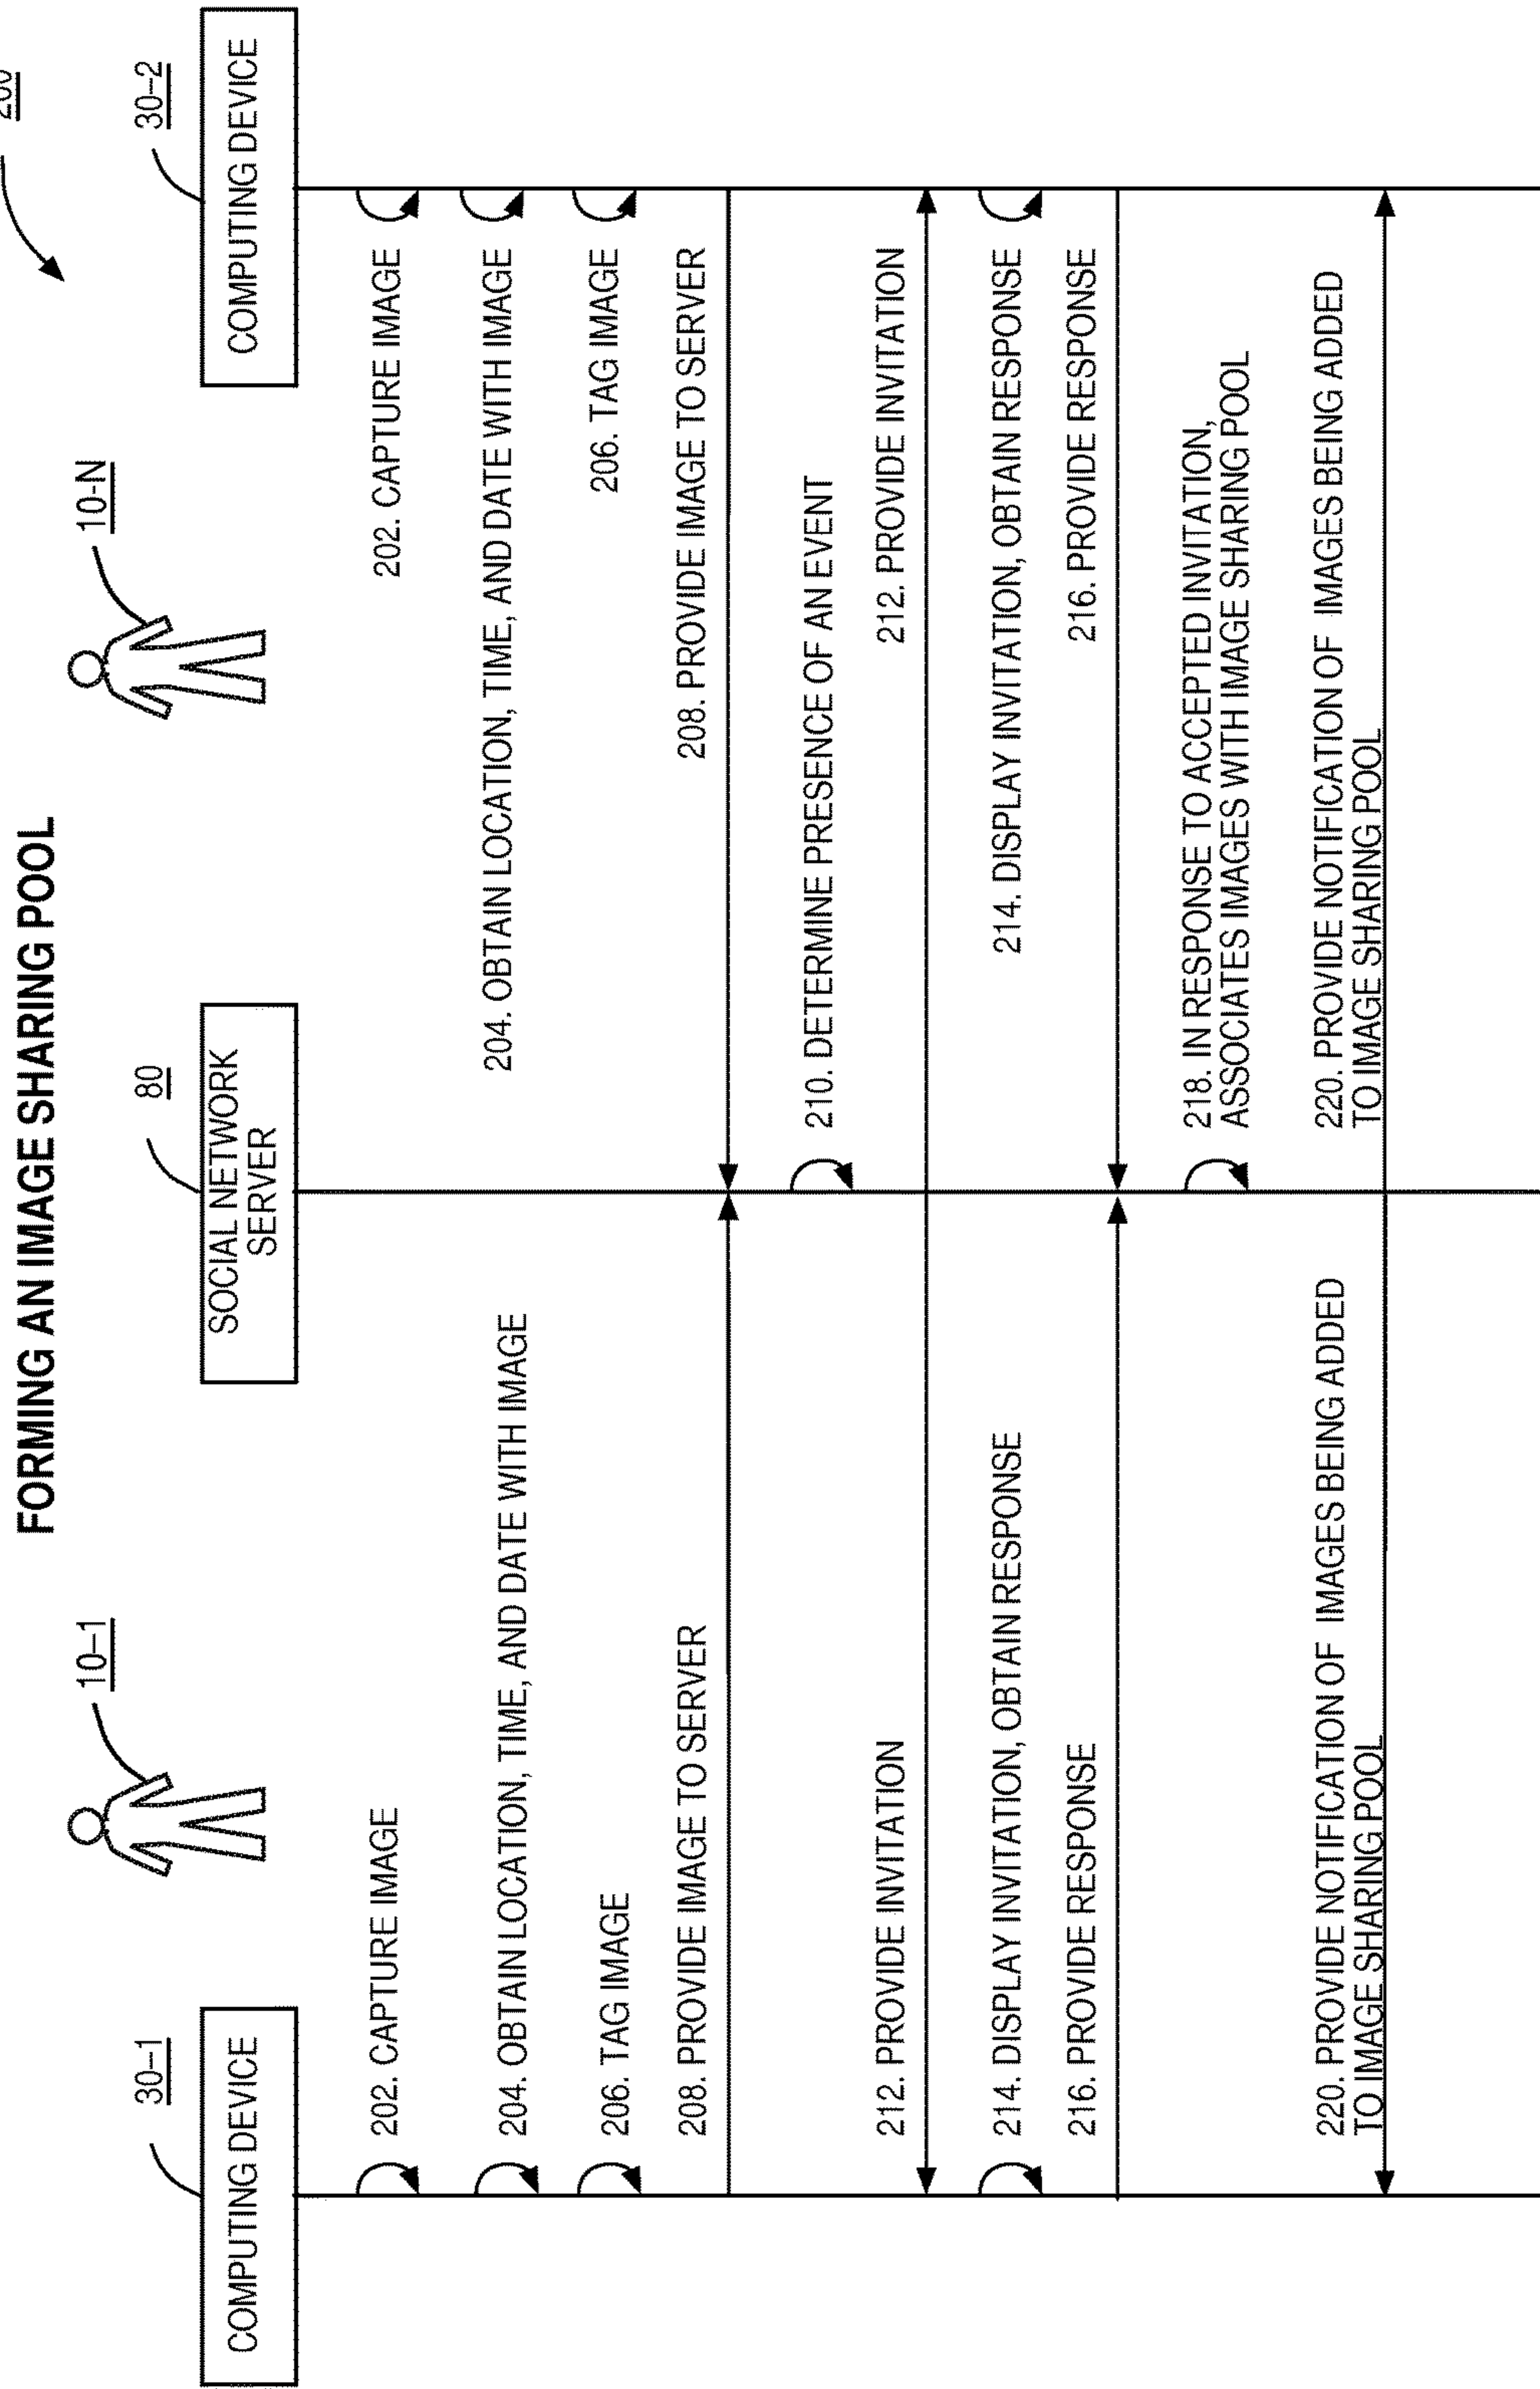 FORMING AN IMAGE SHARING POOL
10-1
10-N
30-1
80
30-2
COMPUTING DEVICE
SOCIAL NETWORK
SERVER
COMPUTING DEVICE
202. CAPTURE IMAGE
202. CAPTURE IMAGE
204. OBTAIN LOCATION, TIME, AND DATE WITH IMAGE
204. OBTAIN LOCATION, TIME, AND DATE WITH IMAGE
206. TAG IMAGE
206. TAG IMAGE
208. PROVIDE IMAGE TO SERVER
208. PROVIDE IMAGE TO SERVER
210. DETERMINE PRESENCE OF AN EVENT
212. PROVIDE INVITATION
212. PROVIDE INVITATION
214. DISPLAY INVITATION, OBTAIN RESPONSE
214. DISPLAY INVITATION, OBTAIN RESPONSE
216. PROVIDE RESPONSE
216. PROVIDE RESPONSE
218. IN RESPONSE TO ACCEPTED INVITATION,
ASSOCIATES IMAGES WITH IMAGE SHARING POOL
220. PROVIDE NOTIFICATION OF IMAGES BEING ADDED
TO IMAGE SHARING POOL
220. PROVIDE NOTIFICATION OF IMAGES BEING ADDED
TO IMAGE SHARING POOL